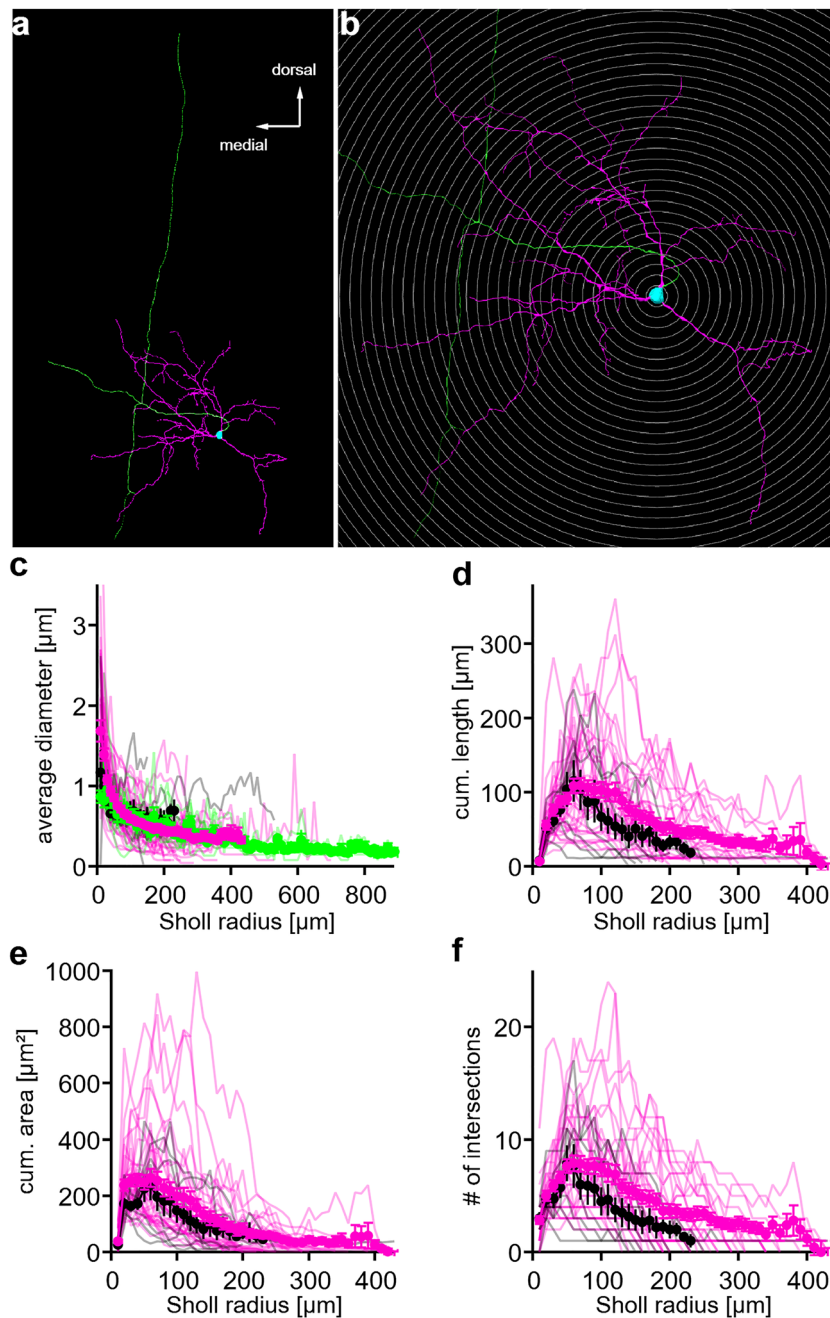 a
dorsal
medial
b
c
average diameter [µm]
3
2
1
0
0 200 400 600 800
Sholl radius [µm]
d
cum. length [µm]
300
200
100
0
0 100 200 300 400
Sholl radius [µm]
e
cum. area [µm²]
1000
800
600
400
200
0
0 100 200 300 400
Sholl radius [µm]
f
# of intersections
20
10
0
0 100 200 300 400
Sholl radius [µm]